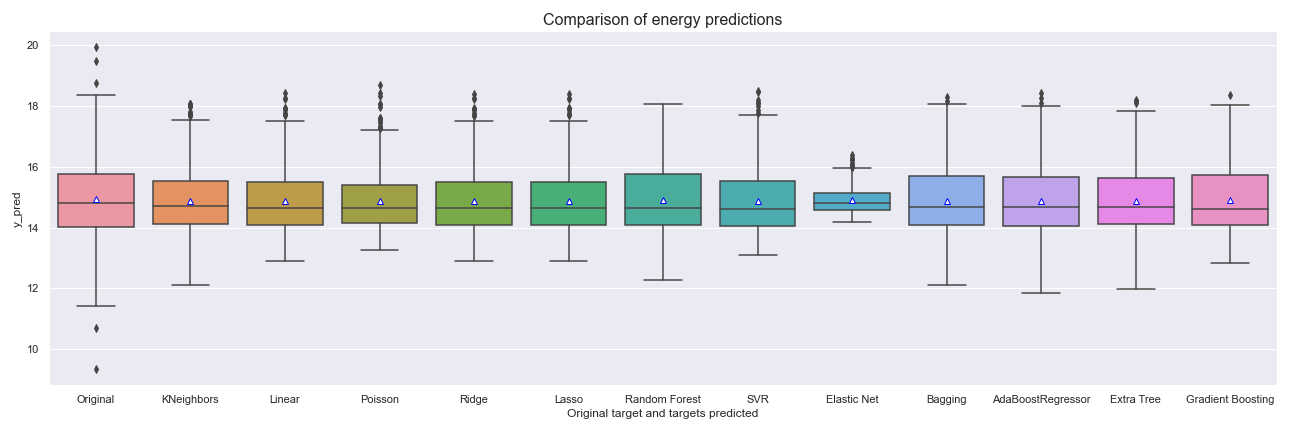 Comparison of energy predictions
y_pred
20
18
16
14
12
10
Original KNeighbors Linear Poisson Ridge Lasso Random Forest SVR Elastic Net Bagging AdaBoostRegressor Extra Tree Gradient Boosting
Original target and targets predicted